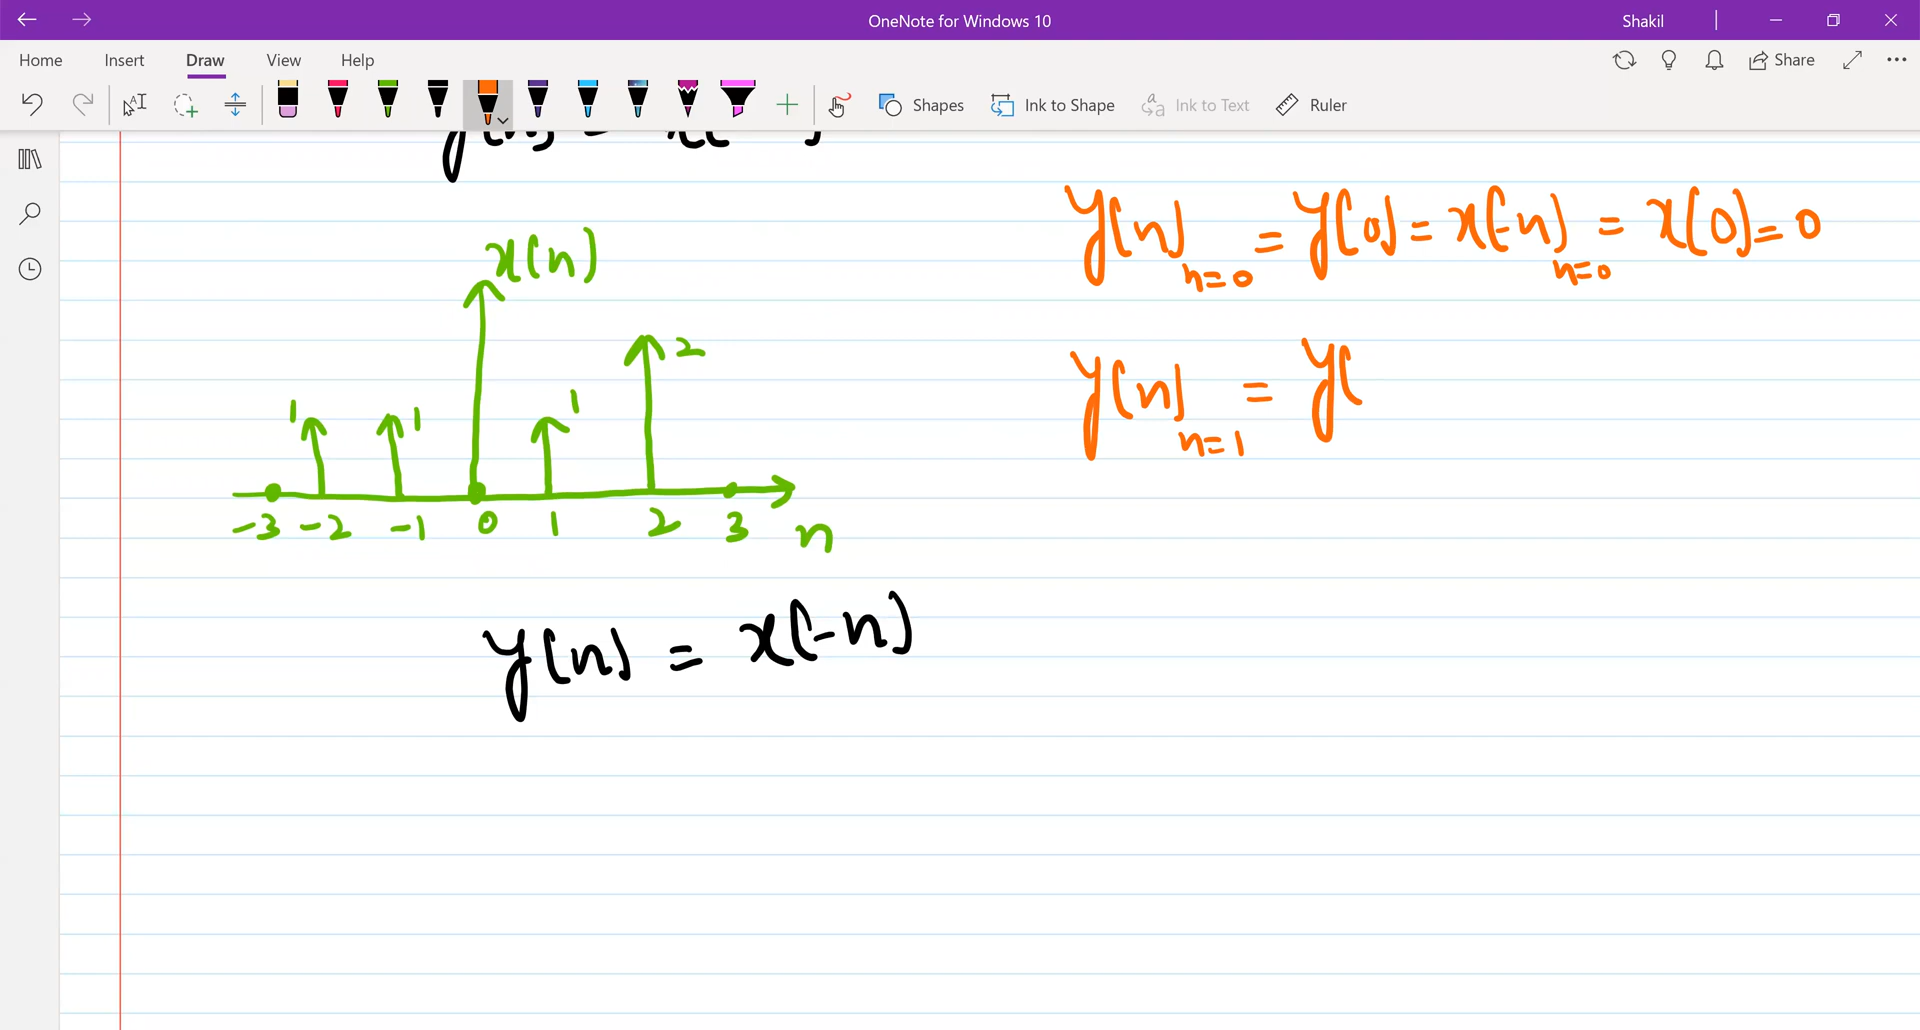 OneNote for Windows 10
Shakil
Home Insert Draw View Help
Share
Shapes Ink to Shape Ink to Text Ruler
y(n)
y(n) = y(0) = x(-n) = x(0) = 0
n=0 n=0
x(n)
2
1 1 1
y(n) = y(
n=1
-3 -2 -1 0 1 2 3 n
y(n) = x(-n)